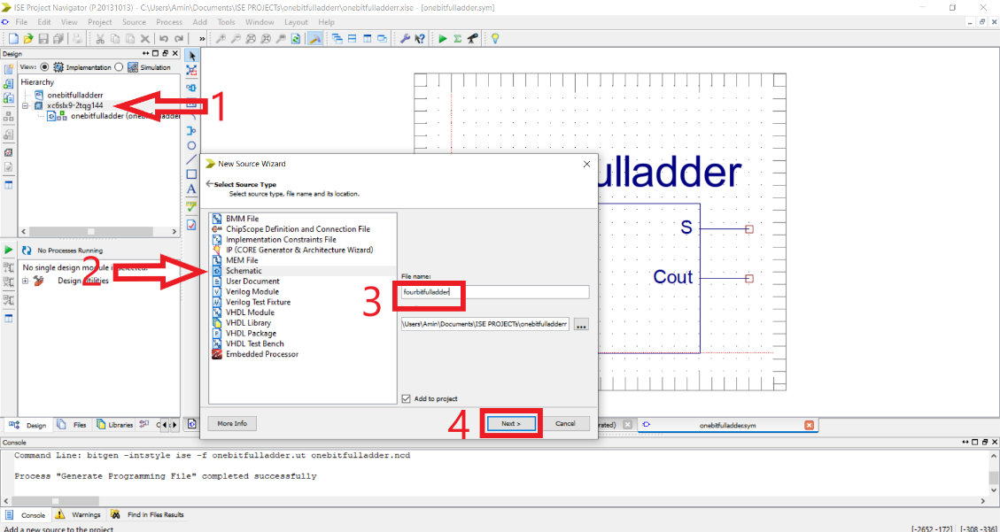 ISE Project Navigator (P.20131013) - C:\Users\Amin\Documents\ISE PROJECTs\onebitfulladderr\onebitfulladderr.xise - [onebitfulladder.sym]
File Edit View Project Source Process Add Tools Window Layout Help
Design
View: Implementation Simulation
Hierarchy
onebitfulladderr
xc6slx9-2tqg144
onebitfulladder (onebitfulladder
1
No Processes Running
No single design module is selected.
Design Utilities
2
New Source Wizard
Select Source Type
Select source type, file name and its location.
BMM File
ChipScope Definition and Connection File
Implementation Constraints File
IP (CORE Generator & Architecture Wizard)
MEM File
Schematic
User Document
Verilog Module
Verilog Test Fixture
VHDL Module
VHDL Library
VHDL Package
VHDL Test Bench
Embedded Processor
File name:
3
fourbitfulladder
\Users\Amin\Documents\ISE PROJECTs\onebitfulladderr
...
Add to project
More Info
4
Next >
Cancel
ulladder
S
Cout
Design Files Libraries C
rated)
onebitfulladder.sym
Console
Command Line: bitgen -intstyle ise -f onebitfulladder.ut onebitfulladder.ncd
Process "Generate Programming File" completed successfully
Console Warnings Find in Files Results
Add a new source to the project
[-2652 -172] [-308 -336]